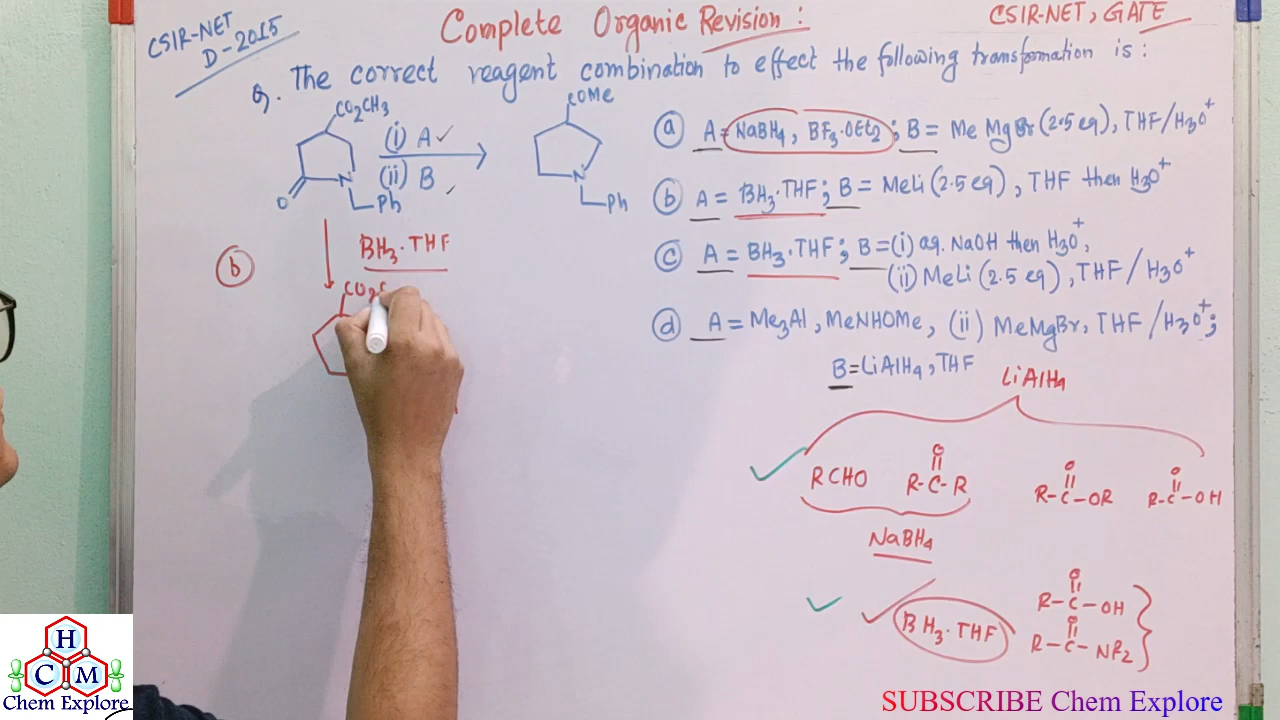 CSIR-NET
D-2015
Complete Organic Revision :
CSIR-NET, GATE
Q. The correct reagent combination to effect the following transformation is :
CO₂CH₃
(i) A
(ii) B
O
N
Ph
COMe
N
Ph
(a) A = NaBH₄, BF₃·OEt₂ ; B = MeMgBr (2.5 eq), THF/H₃O⁺
(b) A = BH₃·THF ; B = MeLi (2.5 eq), THF then H₃O⁺
(c) A = BH₃·THF ; B = (i) aq. NaOH then H₃O⁺,
(ii) MeLi (2.5 eq), THF / H₃O⁺
(d) A = Me₃Al, MeNHOMe, (ii) MeMgBr, THF / H₃O⁺ ;
B = LiAlH₄, THF
(b)
BH₃·THF
CO₂C
LiAlH₄
RCHO
O
R-C-R
O
R-C-OR
O
R-C-OH
NaBH₄
BH₃·THF
O
R-C-OH
O
R-C-NR₂
H
C M
Chem Explore
SUBSCRIBE Chem Explore